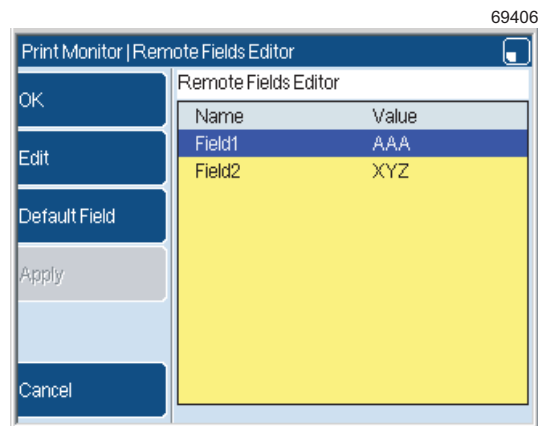 69406
Print Monitor | Remote Fields Editor
OK
Edit
Default Field
Apply
Cancel
Remote Fields Editor
Name Value
Field1 AAA
Field2 XYZ